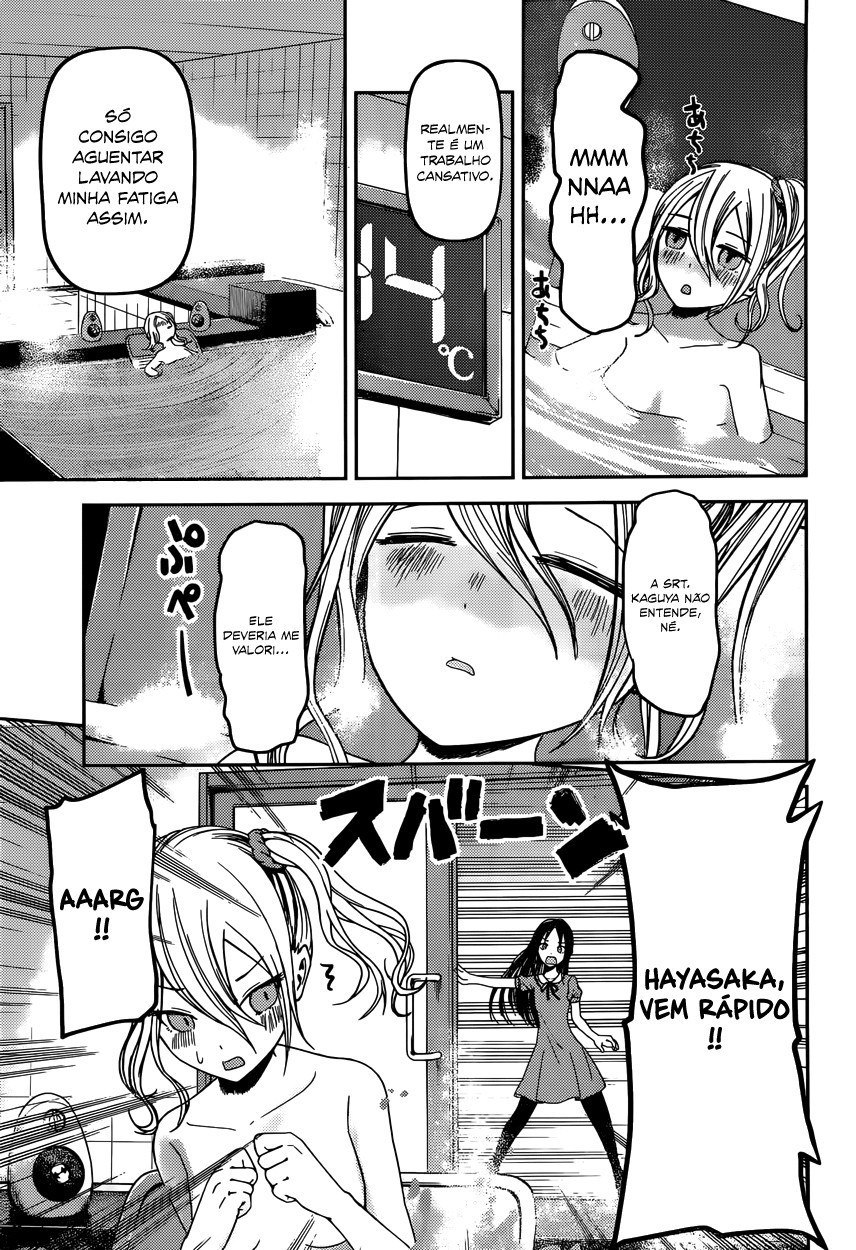 MMM
NNAA
HH...
あちち
あちち
REALMEN-
TE É UM
TRABALHO
CANSATIVO.
14
°C
SÓ
CONSIGO
AGUENTAR
LAVANDO
MINHA FATIGA
ASSIM.
A SRT.
KAGUYA NÃO
ENTENDE,
NÉ.
ELE
DEVERIA ME
VALORI...
ぷぺー
HAYASAKA,
VEM RÁPIDO
!!
スバーン
AAARG
!!